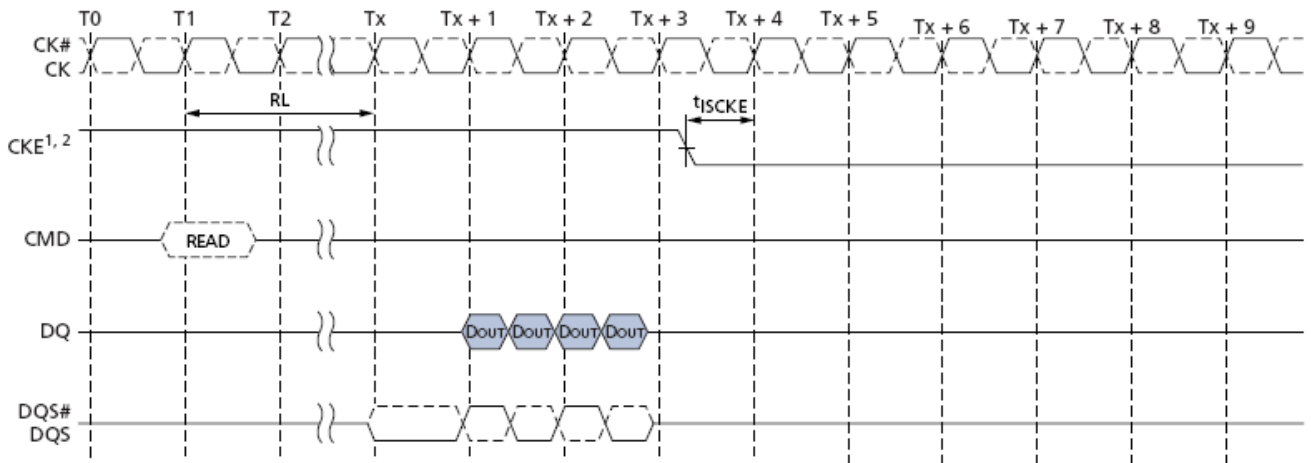 T0 T1 T2 Tx Tx + 1 Tx + 2 Tx + 3 Tx + 4 Tx + 5 Tx + 6 Tx + 7 Tx + 8 Tx + 9
CK#
CK
RL
tISCKE
CKE1, 2
CMD READ
DQ DOUT DOUT DOUT DOUT
DQS#
DQS